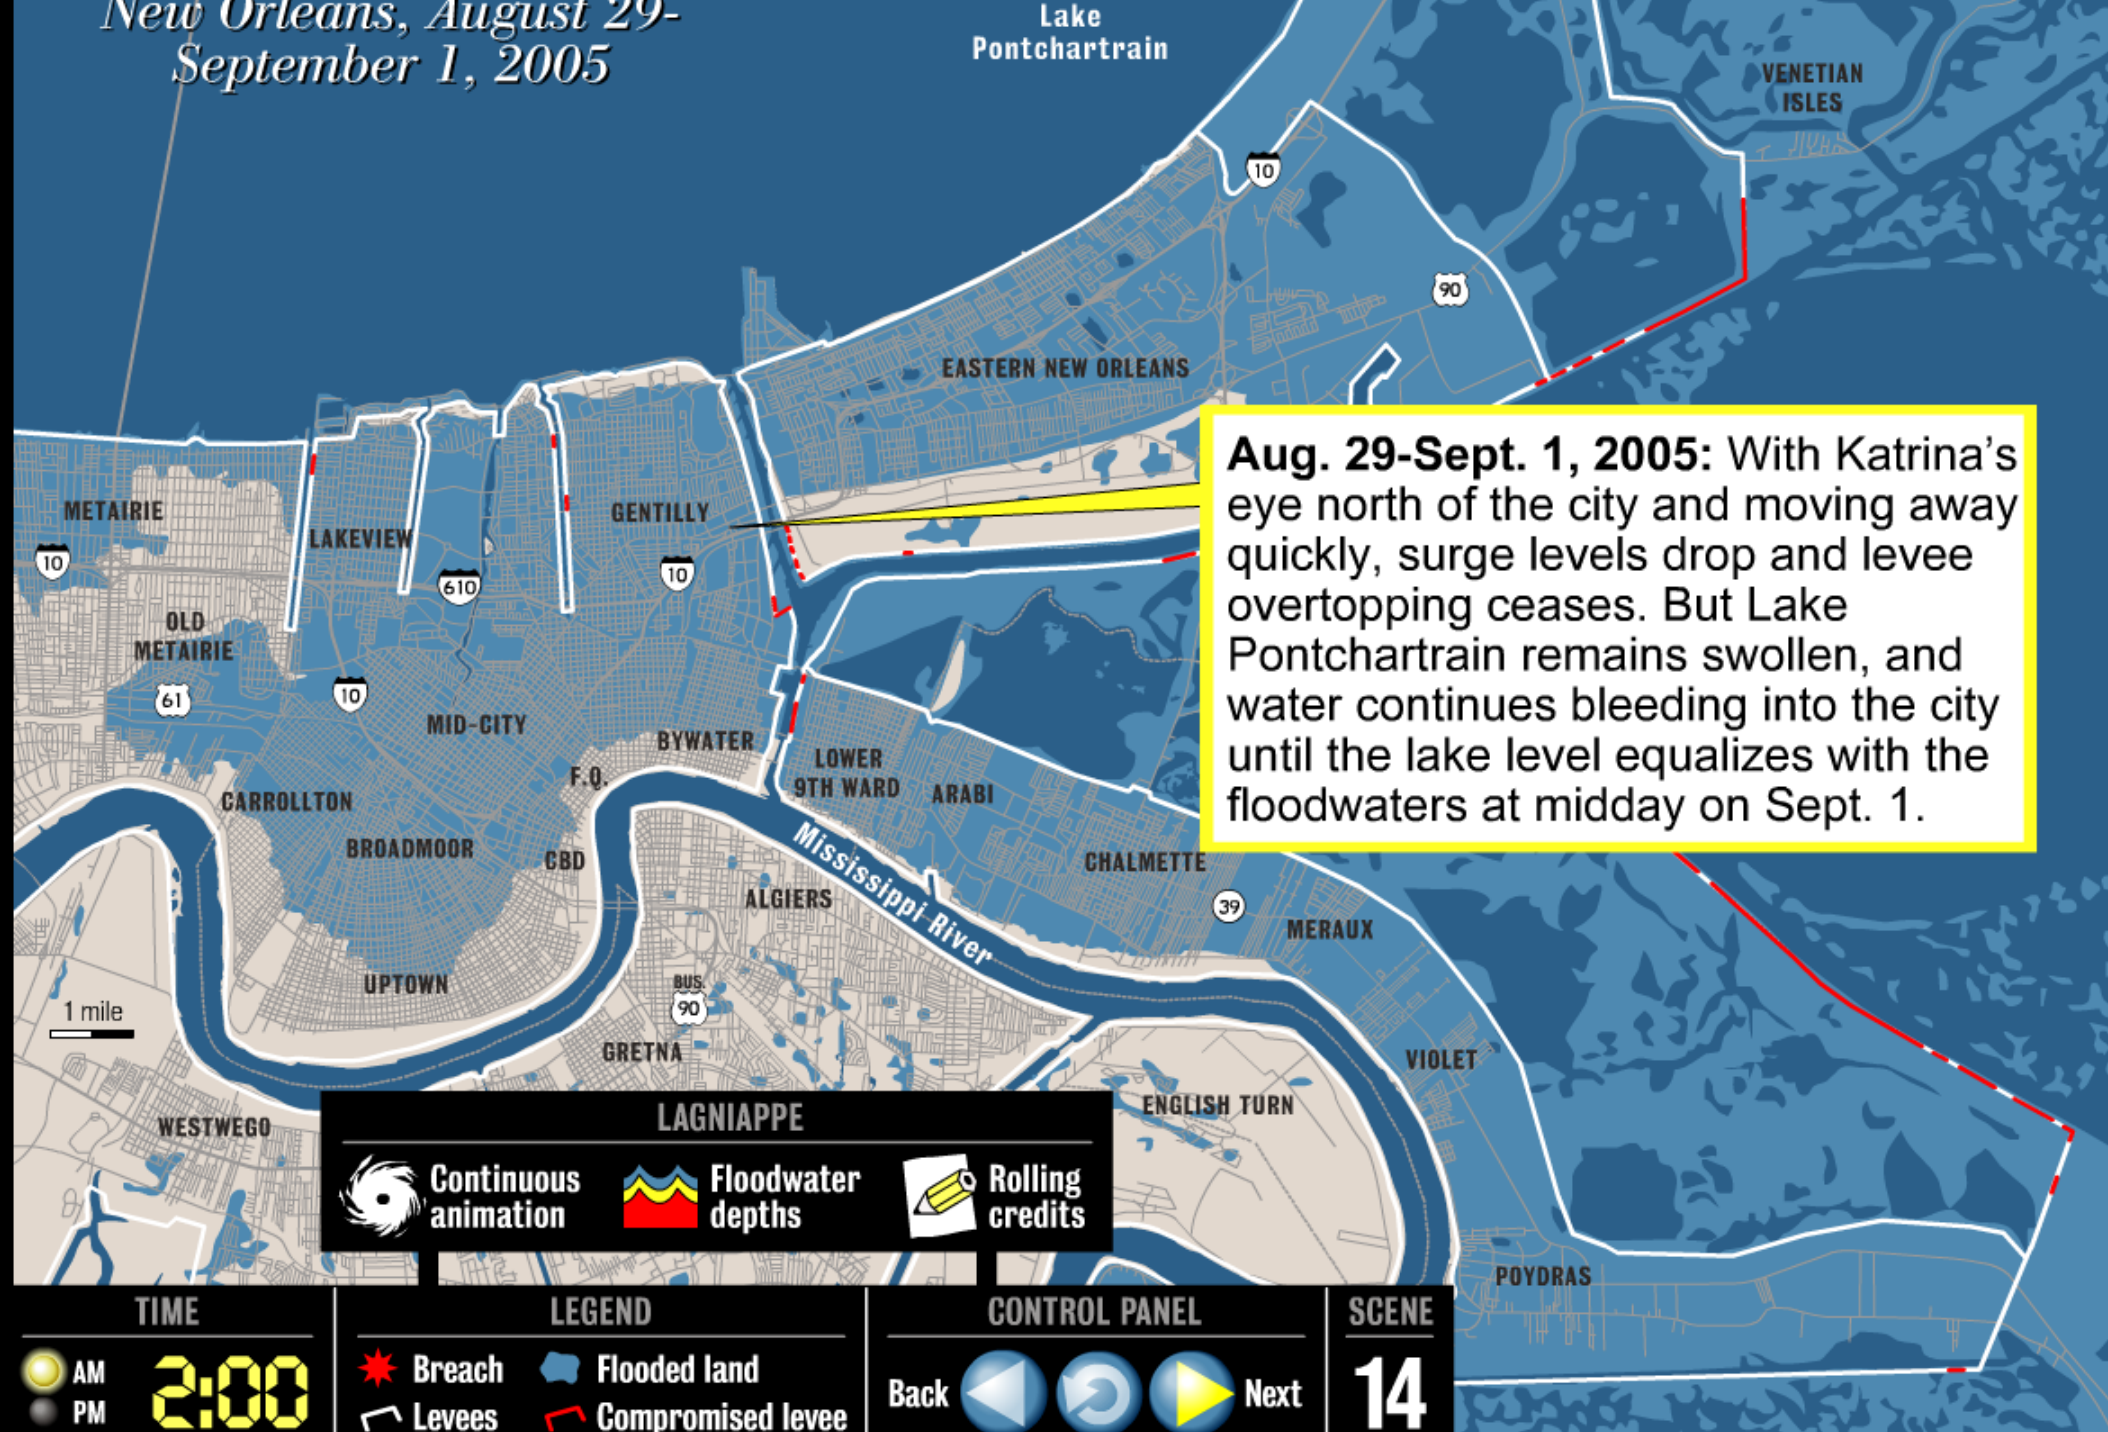 New Orleans, August 29-
September 1, 2005
Lake
Pontchartrain
VENETIAN
ISLES
10
90
EASTERN NEW ORLEANS
Aug. 29-Sept. 1, 2005: With Katrina's
eye north of the city and moving away
quickly, surge levels drop and levee
overtopping ceases. But Lake
Pontchartrain remains swollen, and
water continues bleeding into the city
until the lake level equalizes with the
floodwaters at midday on Sept. 1.
METAIRIE
LAKEVIEW
GENTILLY
10
610
10
OLD
METAIRIE
61
10
MID-CITY
BYWATER
F.Q.
LOWER
9TH WARD
ARABI
CARROLLTON
BROADMOOR
CBD
Mississippi River
CHALMETTE
ALGIERS
39
MERAUX
UPTOWN
BUS.
90
1 mile
GRETNA
VIOLET
WESTWEGO
ENGLISH TURN
LAGNIAPPE
Continuous
animation
Floodwater
depths
Rolling
credits
POYDRAS
TIME
AM
PM
2:00
LEGEND
Breach
Flooded land
Levees
Compromised levee
CONTROL PANEL
Back
Next
SCENE
14